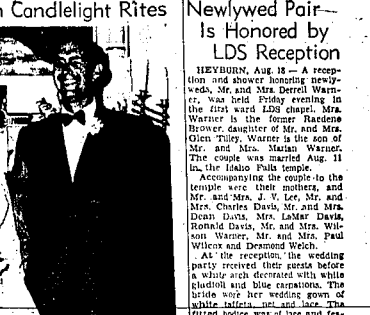 Candlelight Rites
Newlywed Pair
Is Honored by
LDS Reception
HEYBURN, Aug. 18 — A recep-
tion and shower honoring newly-
weds, Mr. and Mrs. Derrell Warn-
er, was held Friday evening in
the first ward LDS chapel. Mrs.
Warner is the former Raedene
Brower, daughter of Mr. and Mrs.
Glen Tilley. Warner is the son of
Mr. and Mrs. Marian Warner.
The couple was married Aug. 11
in the Idaho Falls temple.
Accompanying the couple to the
temple were their mothers, and
Mr. and Mrs. J. V. Lee, Mr. and
Mrs. Charles Davis, Mr. and Mrs.
Dean Davis, Mrs. LaMar Davis,
Ronald Davis, Mr. and Mrs. Wil-
son Warner, Mr. and Mrs. Paul
Wilcox and Desmond Welch.
At the reception, the wedding
party received their guests before
a white arch decorated with white
gladioli and blue carnations. The
bride wore her wedding gown of
white taffeta, net and lace. The
fitted bodice was of lace and fea-